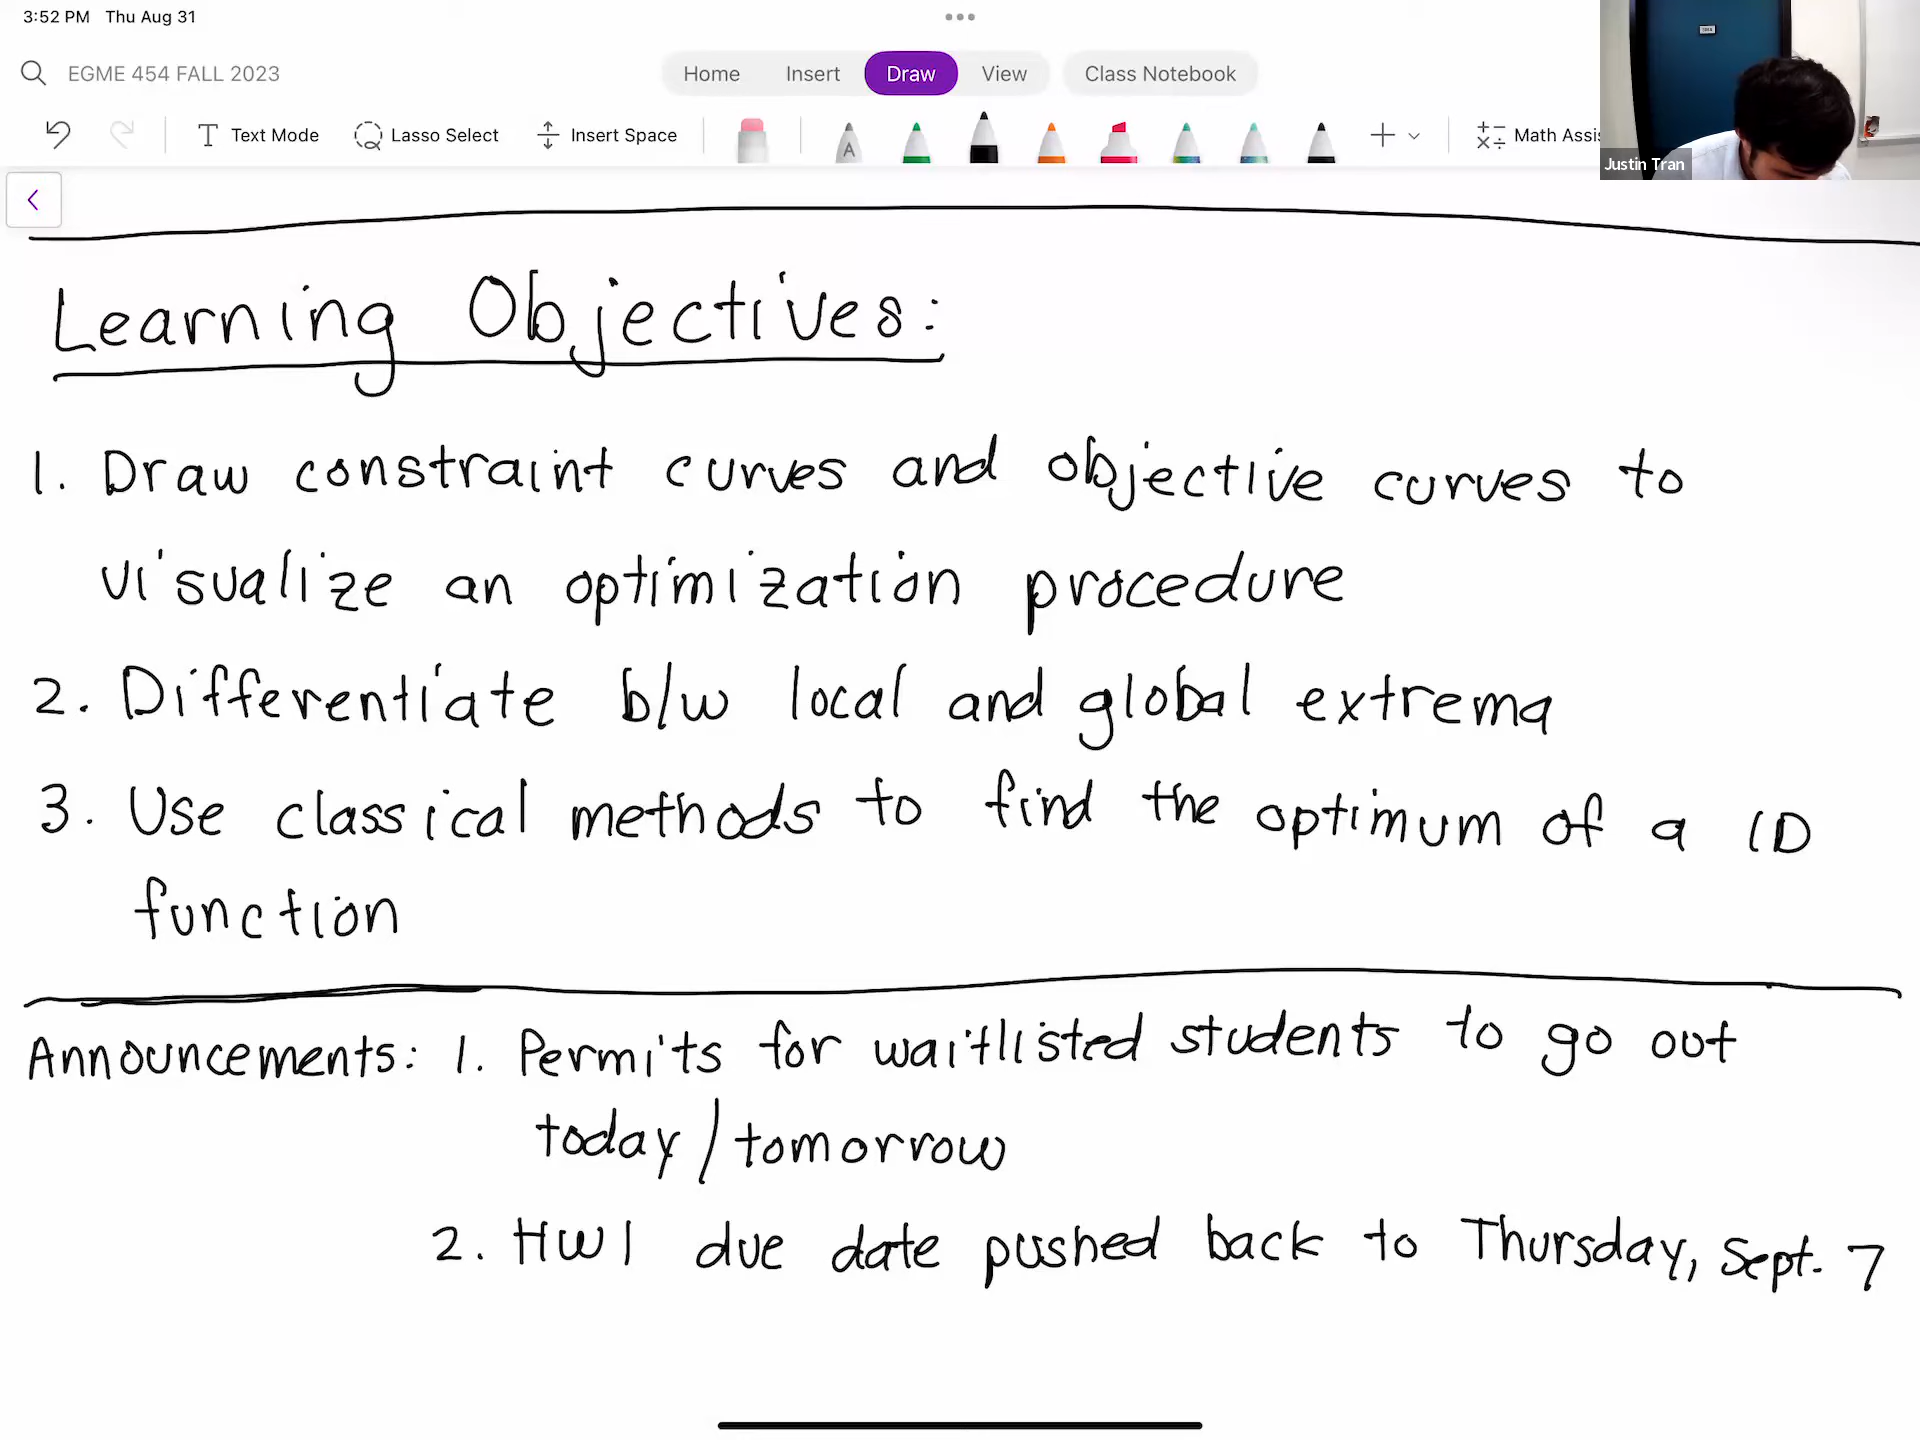 3:52 PM Thu Aug 31
EGME 454 FALL 2023
Home Insert Draw View Class Notebook
Text Mode Lasso Select Insert Space A Math Assi
Justin Tran
Learning Objectives:
1. Draw constraint curves and objective curves to
visualize an optimization procedure
2. Differentiate b/w local and global extrema
3. Use classical methods to find the optimum of a 1D
function
Announcements: 1. Permits for waitlisted students to go out
today/tomorrow
2. HW1 due date pushed back to Thursday, Sept. 7